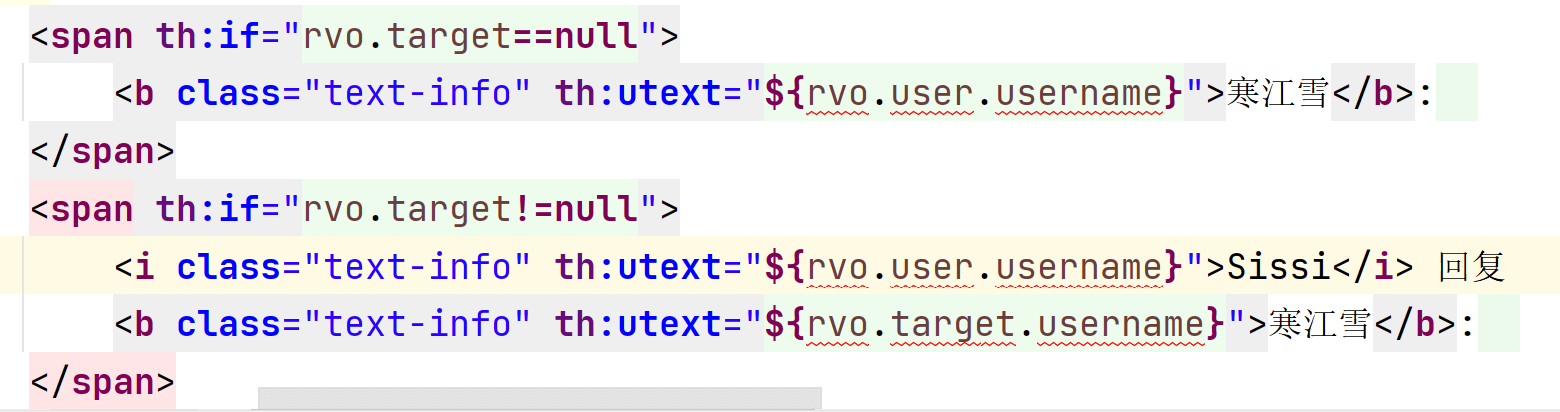 <span th:if="rvo.target==null">
<b class="text-info" th:utext="${rvo.user.username}">寒江雪</b>:
</span>
<span th:if="rvo.target!=null">
<i class="text-info" th:utext="${rvo.user.username}">Sissi</i> 回复
<b class="text-info" th:utext="${rvo.target.username}">寒江雪</b>:
</span>